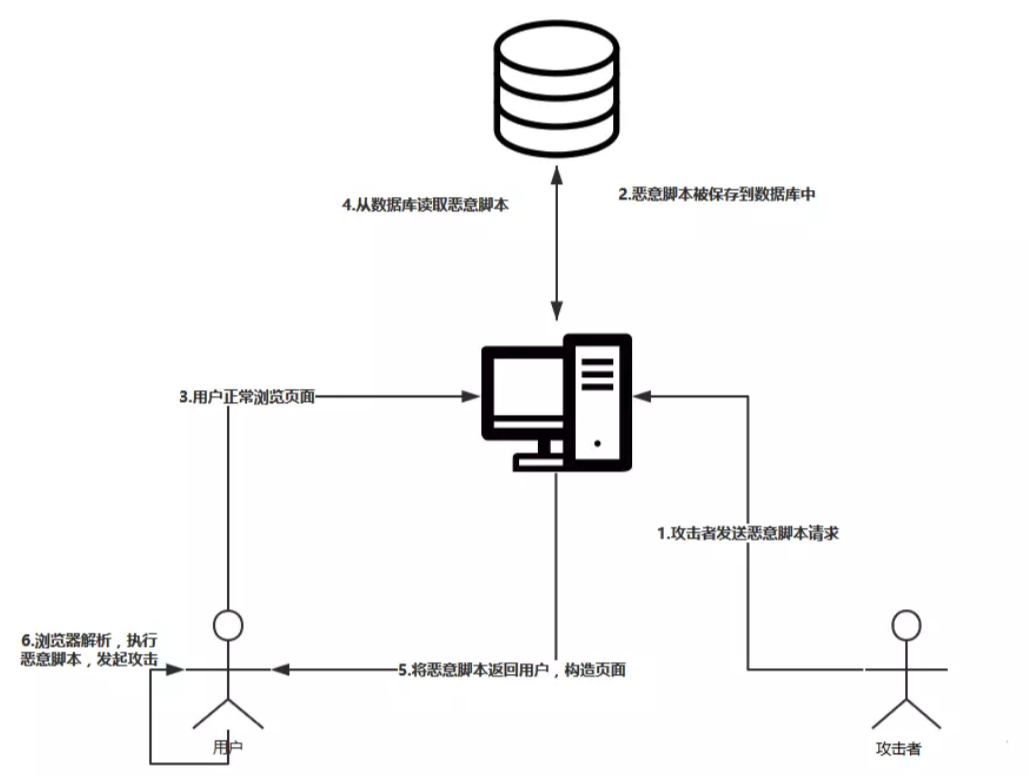 4.从数据库读取恶意脚本
2.恶意脚本被保存到数据库中
3.用户正常浏览页面
1.攻击者发送恶意脚本请求
6.浏览器解析，执行
恶意脚本，发起攻击
5.将恶意脚本返回用户，构造页面
用户
攻击者